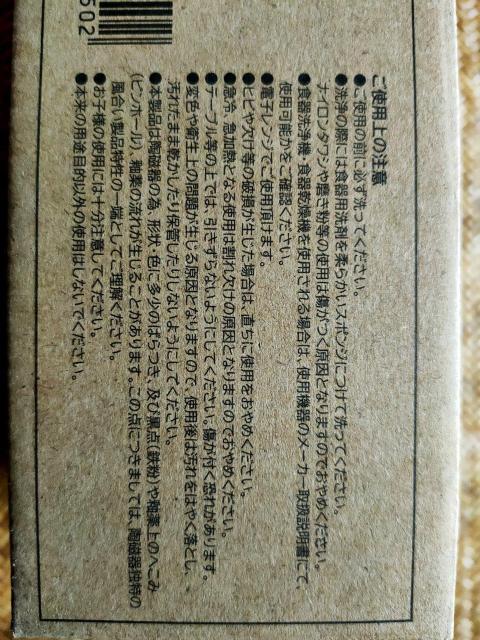 502
ご使用上の注意
●ご使用の前に必ず洗ってください。
●洗浄の際には食器用洗剤を柔らかいスポンジにつけて洗ってください。
ナイロンタワシや磨き粉等の使用は傷がつく原因となりますのでおやめください。
●食器洗浄機・食器乾燥機を使用される場合は、使用機器のメーカー取扱説明書にて、
使用可能かをご確認ください。
●電子レンジでご使用頂けます。
●ヒビや欠け等の破損が生じた場合は、直ちに使用をおやめください。
●急冷、急加熱となる使用は割れ欠けの原因となりますのでおやめください。
●テーブル等の上では、引きずらないようにしてください。傷が付く恐れがあります。
●変色や衛生上の問題が生じる原因となりますので、使用後は汚れをはやく落とし、
汚れたまま乾かしたり保管したりしないようにしてください。
●本製品は陶磁器の為、形状・色に多少のばらつき、及び黒点(鉄粉)や釉薬上のへこみ
(ピンホール)、釉薬の流れが生じることがあります。この点につきましては、陶磁器独特の
風合い製品特性の一端としてご理解ください。
●お子様の使用には十分注意してください。
●本来の用途目的以外の使用はしないでください。